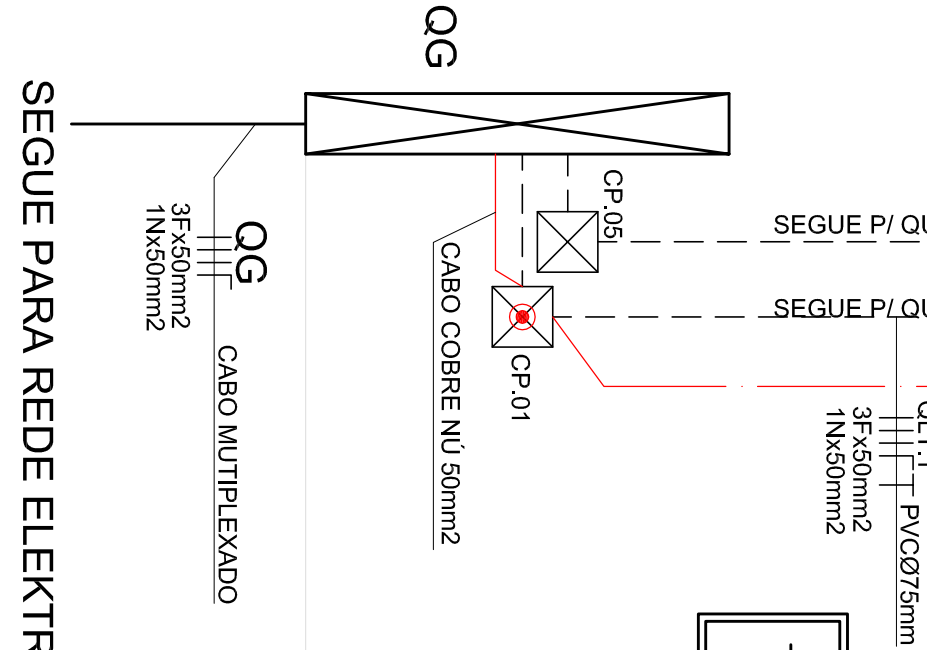 QG
SEGUE PARA REDE ELEKTR
QG
3Fx50mm2
1Nx50mm2
CABO MUTIPLEXADO
CABO COBRE NÚ 50mm2
CP.05
CP.01
SEGUE P/ QU
SEGUE P/ QU
3Fx50mm2
1Nx50mm2
PVCØ75mm